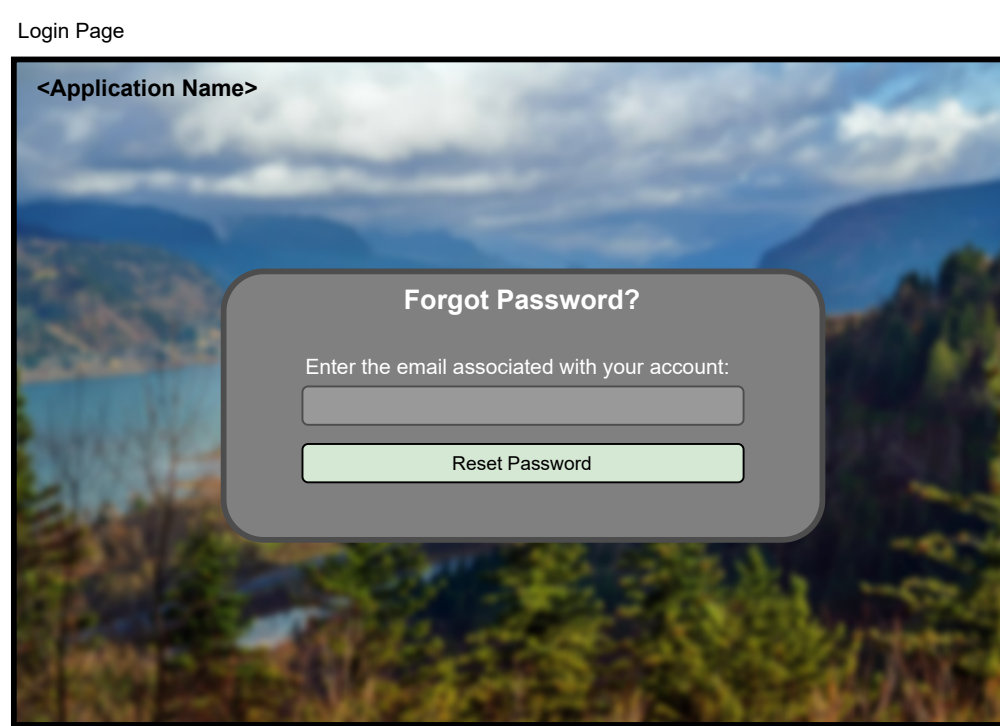 Login Page
<Application Name>
Forgot Password?
Enter the email associated with your account:
Reset Password